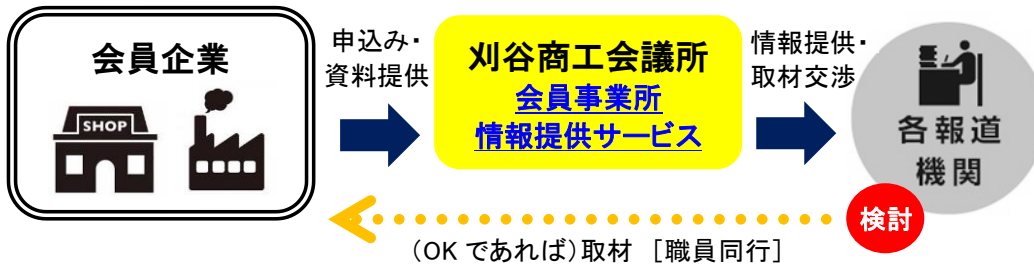 会員企業
SHOP
申込み・
資料提供
刈谷商工会議所
会員事業所
情報提供サービス
情報提供・
取材交渉
各報道
機関
検討
（OKであれば）取材 ［職員同行］